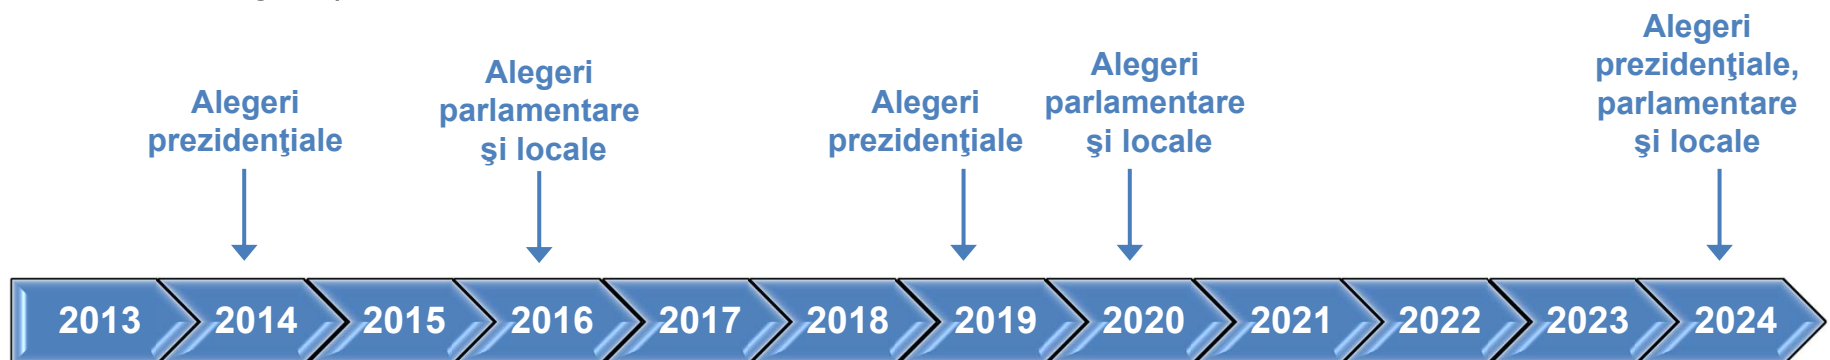 Alegeri
prezidenţiale
Alegeri
parlamentare
şi locale
Alegeri
prezidenţiale
Alegeri
parlamentare
şi locale
Alegeri
prezidenţiale,
parlamentare
şi locale
2013 2014 2015 2016 2017 2018 2019 2020 2021 2022 2023 2024